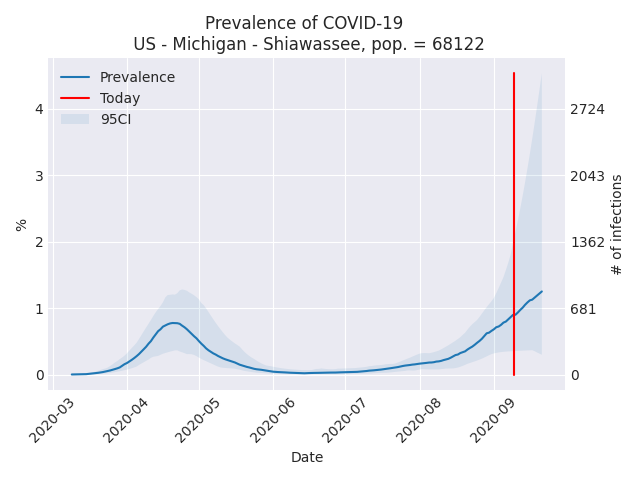 Prevalence of COVID-19
US - Michigan - Shiawassee, pop. = 68122
Prevalence
Today
95CI
4
3
2
1
0
%
2724
2043
1362
681
0
# of infections
2020-03
2020-04
2020-05
2020-06
2020-07
2020-08
2020-09
Date